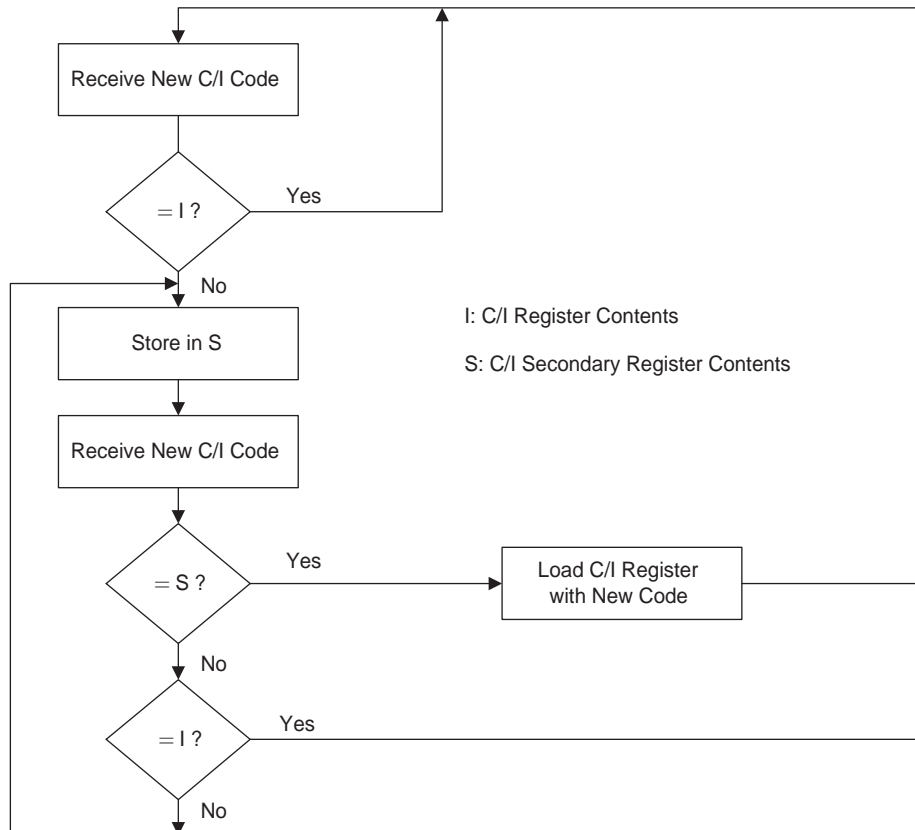 Receive New C/I Code
= I ?
Yes
No
Store in S
I: C/I Register Contents
S: C/I Secondary Register Contents
Receive New C/I Code
= S ?
Yes
Load C/I Register
with New Code
No
= I ?
Yes
No